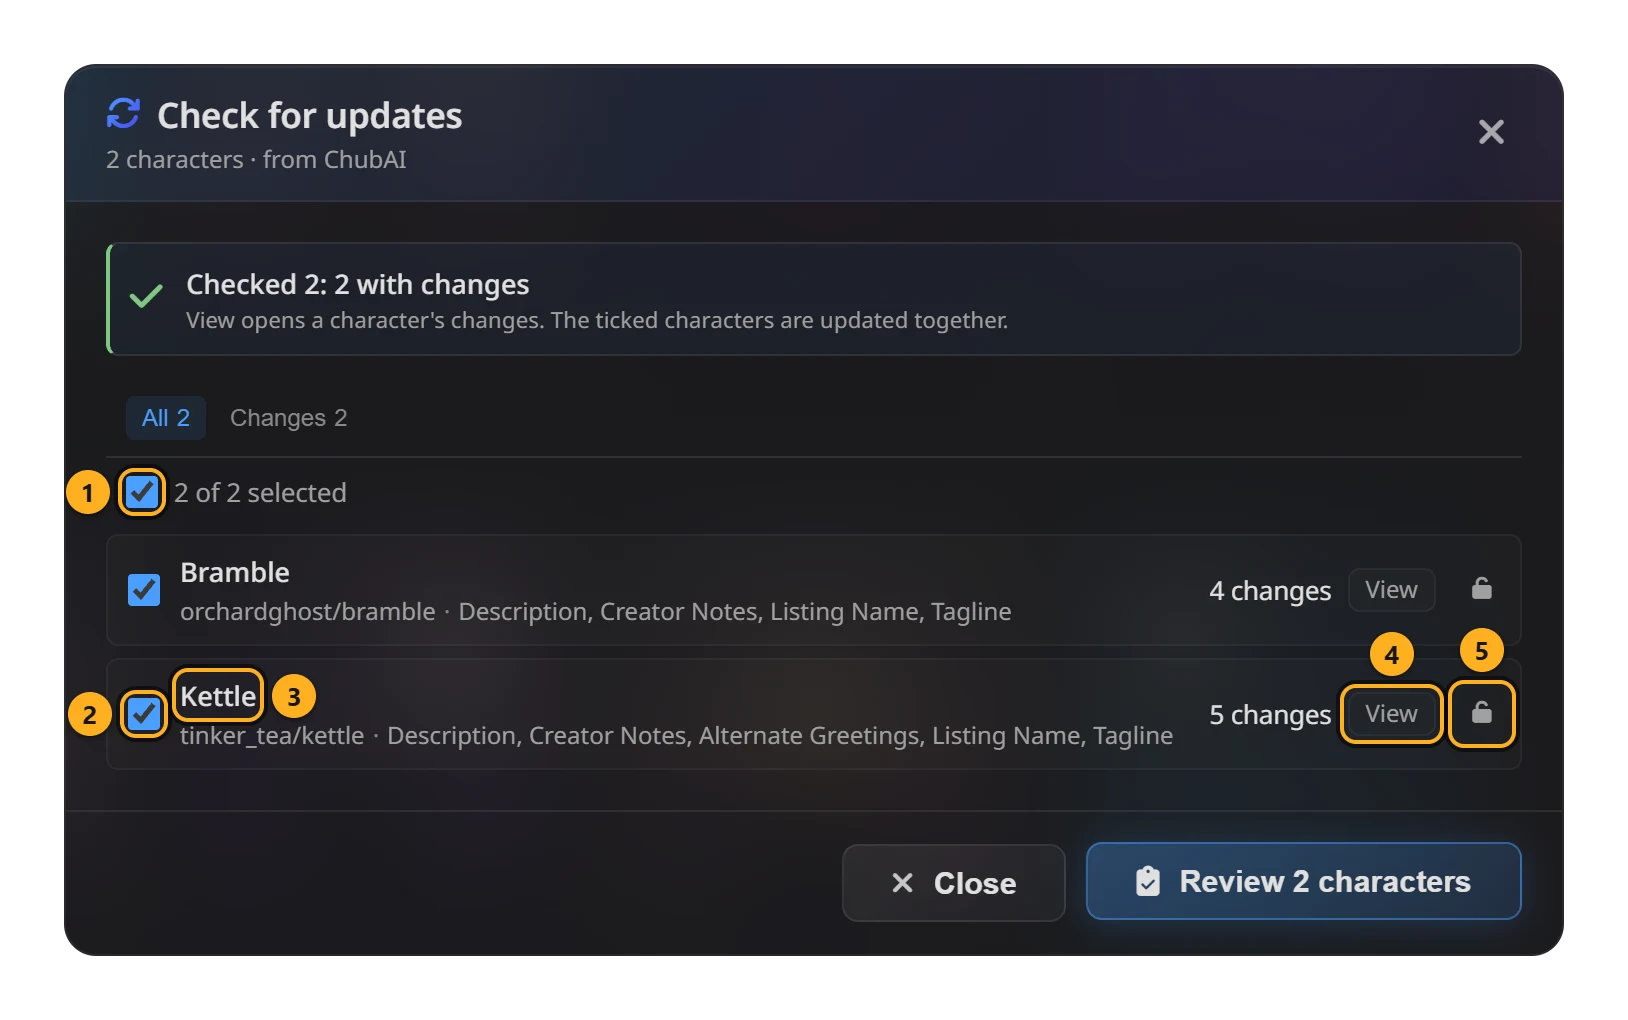 Check for updates
2 characters · from ChubAI
Checked 2: 2 with changes
View opens a character's changes. The ticked characters are updated together.
All 2 Changes 2
1 2 of 2 selected
Bramble
orchardghost/bramble · Description, Creator Notes, Listing Name, Tagline
4 changes View
4 5
2 Kettle 3
tinker_tea/kettle · Description, Creator Notes, Alternate Greetings, Listing Name, Tagline
5 changes View
Close Review 2 characters